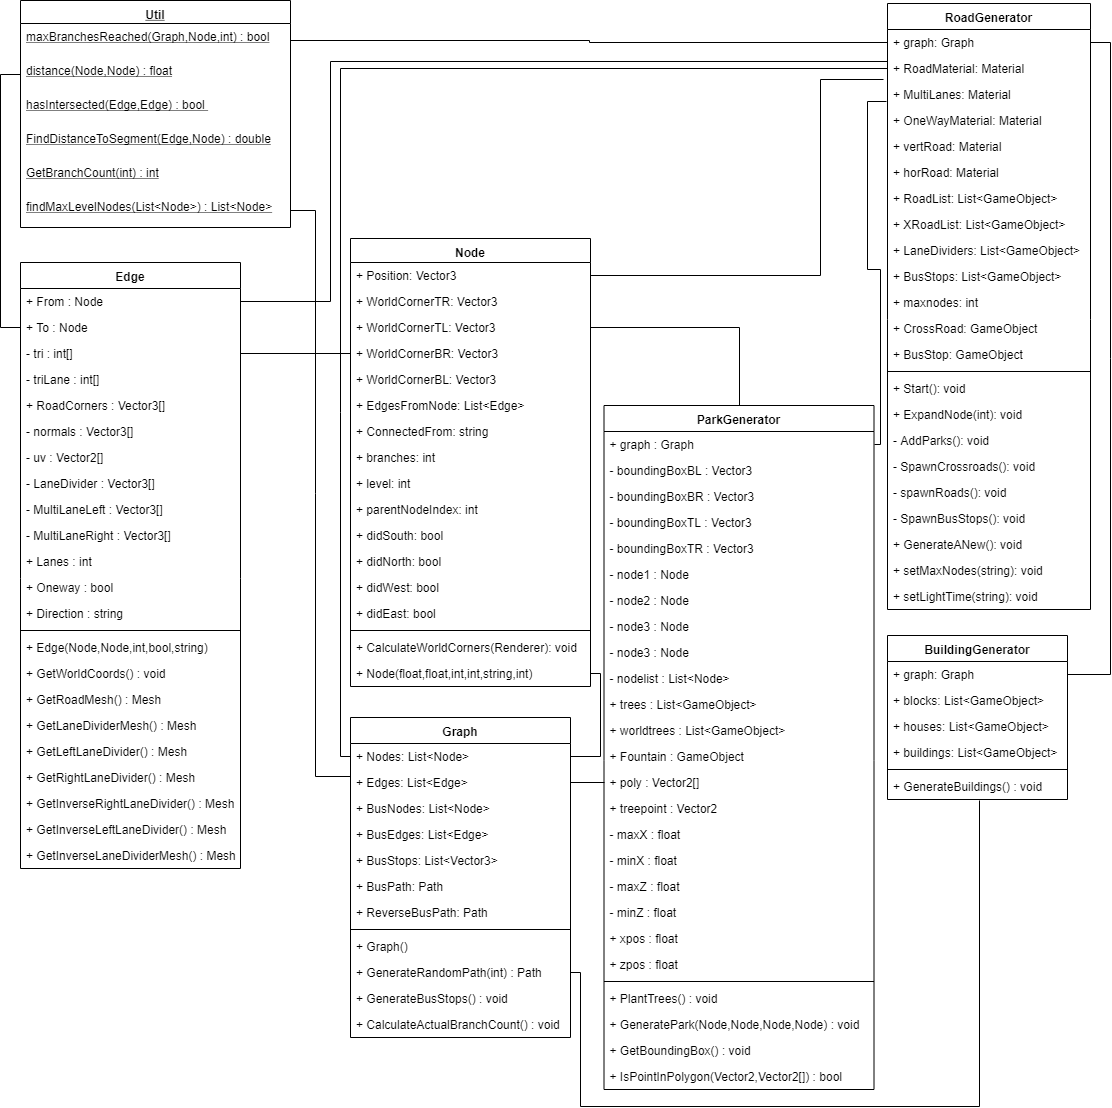 Util
maxBranchesReached(Graph,Node,int) : bool
distance(Node,Node) : float
hasIntersected(Edge,Edge) : bool
FindDistanceToSegment(Edge,Node) : double
GetBranchCount(int) : int
findMaxLevelNodes(List<Node>) : List<Node>
Edge
+ From : Node
+ To : Node
- tri : int[]
- triLane : int[]
+ RoadCorners : Vector3[]
- normals : Vector3[]
- uv : Vector2[]
- LaneDivider : Vector3[]
- MultiLaneLeft : Vector3[]
- MultiLaneRight : Vector3[]
+ Lanes : int
+ Oneway : bool
+ Direction : string
+ Edge(Node,Node,int,bool,string)
+ GetWorldCoords() : void
+ GetRoadMesh() : Mesh
+ GetLaneDividerMesh() : Mesh
+ GetLeftLaneDivider() : Mesh
+ GetRightLaneDivider() : Mesh
+ GetInverseRightLaneDivider() : Mesh
+ GetInverseLeftLaneDivider() : Mesh
+ GetInverseLaneDividerMesh() : Mesh
Node
+ Position: Vector3
+ WorldCornerTR: Vector3
+ WorldCornerTL: Vector3
+ WorldCornerBR: Vector3
+ WorldCornerBL: Vector3
+ EdgesFromNode: List<Edge>
+ ConnectedFrom: string
+ branches: int
+ level: int
+ parentNodeIndex: int
+ didSouth: bool
+ didNorth: bool
+ didWest: bool
+ didEast: bool
+ CalculateWorldCorners(Renderer): void
+ Node(float,float,int,int,string,int)
Graph
+ Nodes: List<Node>
+ Edges: List<Edge>
+ BusNodes: List<Node>
+ BusEdges: List<Edge>
+ BusStops: List<Vector3>
+ BusPath: Path
+ ReverseBusPath: Path
+ Graph()
+ GenerateRandomPath(int) : Path
+ GenerateBusStops() : void
+ CalculateActualBranchCount() : void
ParkGenerator
+ graph : Graph
- boundingBoxBL : Vector3
- boundingBoxBR : Vector3
- boundingBoxTL : Vector3
- boundingBoxTR : Vector3
- node1 : Node
- node2 : Node
- node3 : Node
- node3 : Node
- nodelist : List<Node>
+ trees : List<GameObject>
+ worldtrees : List<GameObject>
+ Fountain : GameObject
+ poly : Vector2[]
+ treepoint : Vector2
- maxX : float
- minX : float
- maxZ : float
- minZ : float
+ xpos : float
+ zpos : float
+ PlantTrees() : void
+ GeneratePark(Node,Node,Node,Node) : void
+ GetBoundingBox() : void
+ IsPointInPolygon(Vector2,Vector2[]) : bool
RoadGenerator
+ graph: Graph
+ RoadMaterial: Material
+ MultiLanes: Material
+ OneWayMaterial: Material
+ vertRoad: Material
+ horRoad: Material
+ RoadList: List<GameObject>
+ XRoadList: List<GameObject>
+ LaneDividers: List<GameObject>
+ BusStops: List<GameObject>
+ maxnodes: int
+ CrossRoad: GameObject
+ BusStop: GameObject
+ Start(): void
+ ExpandNode(int): void
- AddParks(): void
- SpawnCrossroads(): void
- spawnRoads(): void
- SpawnBusStops(): void
+ GenerateANew(): void
+ setMaxNodes(string): void
+ setLightTime(string): void
BuildingGenerator
+ graph: Graph
+ blocks: List<GameObject>
+ houses: List<GameObject>
+ buildings: List<GameObject>
+ GenerateBuildings() : void